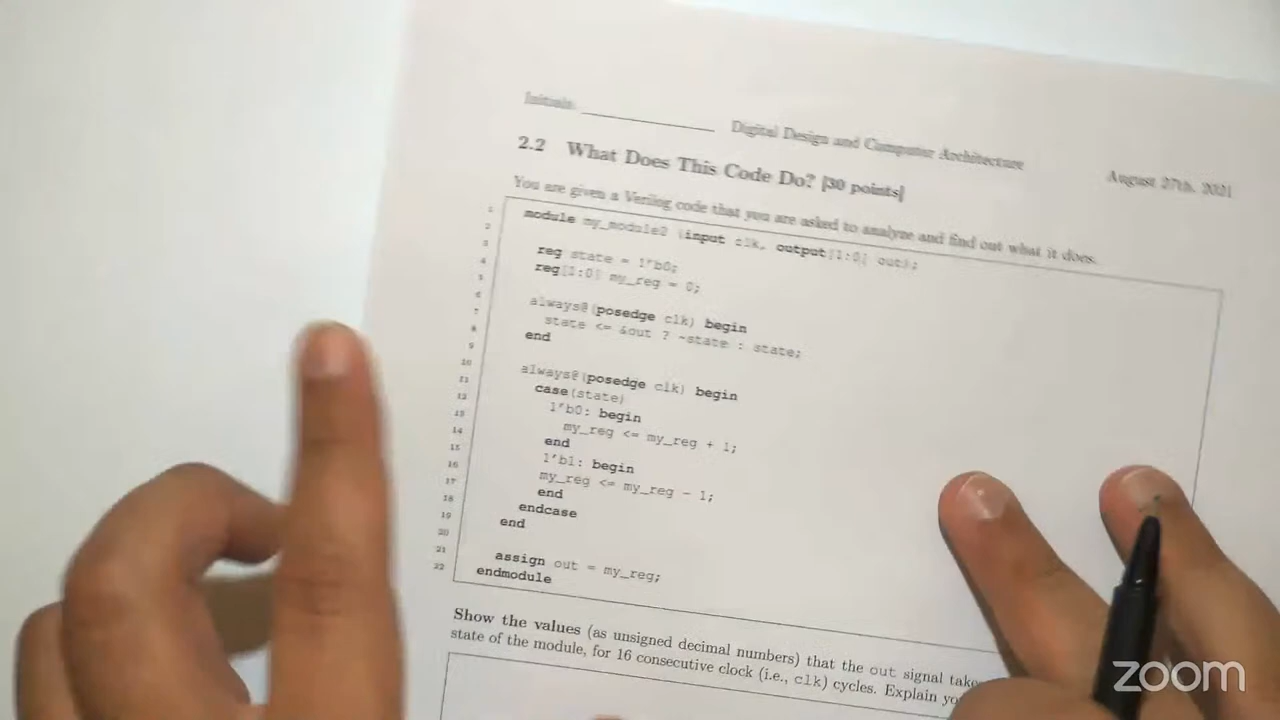 Initials:
Digital Design and Computer Architecture
August 27th, 2021
2.2 What Does This Code Do? [30 points]
You are given a Verilog code that you are asked to analyze and find out what it does.
1 module my_module2 (input clk, output[1:0] out);
2
3 reg state = 1'b0;
4 reg[1:0] my_reg = 0;
5
6 always@(posedge clk) begin
7 state <= &out ? ~state : state;
8 end
9
10 always@(posedge clk) begin
11 case(state)
12 1'b0: begin
13 my_reg <= my_reg + 1;
14 end
15 1'b1: begin
16 my_reg <= my_reg - 1;
17 end
18 endcase
19 end
20
21 assign out = my_reg;
22 endmodule
Show the values (as unsigned decimal numbers) that the out signal take
state of the module, for 16 consecutive clock (i.e., clk) cycles. Explain yo
zoom